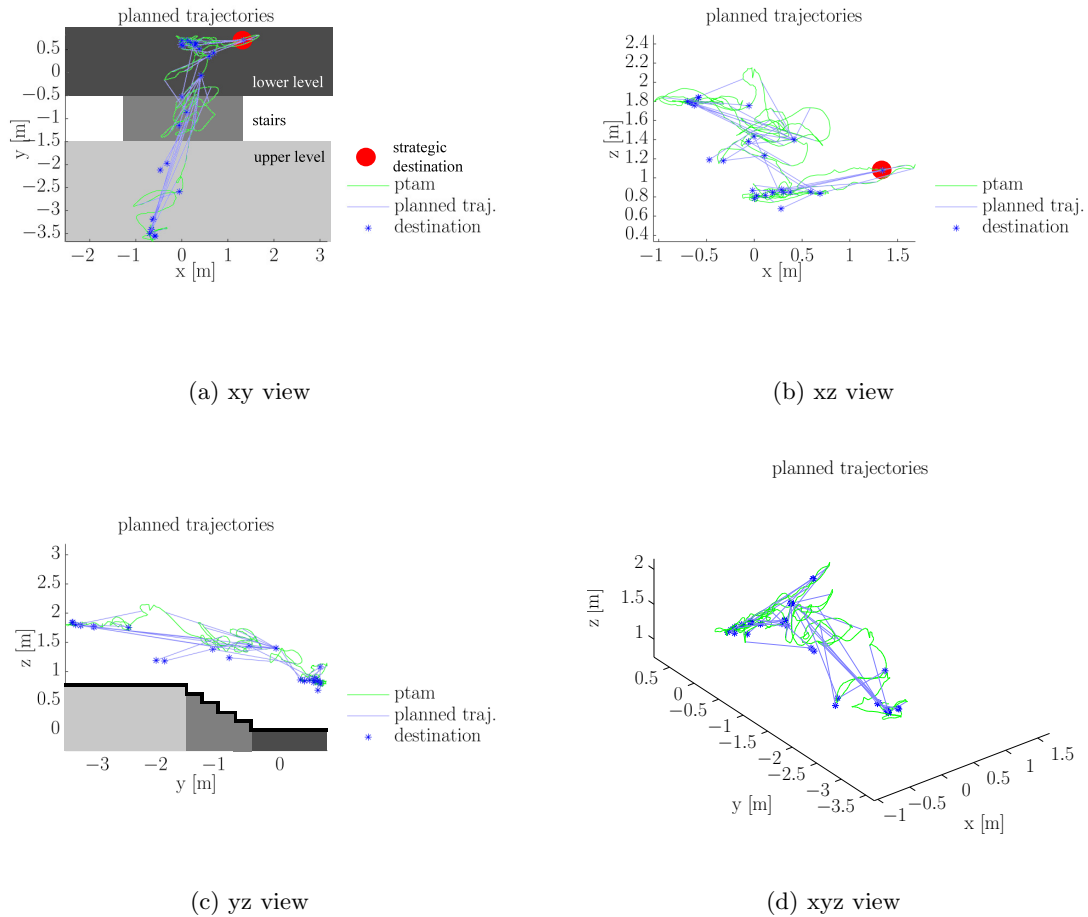 planned trajectories
0.5
0
−0.5
−1
−1.5
−2
−2.5
−3
−3.5
y [m]
lower level
stairs
upper level
−2
−1
0
1
2
3
x [m]
strategic
destination
ptam
planned traj.
destination
(a) xy view
planned trajectories
2.4
2.2
2
1.8
1.6
1.4
1.2
1
0.8
0.6
0.4
z [m]
−1
−0.5
0
0.5
1
1.5
x [m]
ptam
planned traj.
destination
(b) xz view
planned trajectories
3
2.5
2
1.5
1
0.5
0
z [m]
−3
−2
−1
0
y [m]
ptam
planned traj.
destination
(c) yz view
planned trajectories
2
1.5
1
z [m]
0.5
0
−0.5
−1
−1.5
−2
−2.5
−3
−3.5
y [m]
−1
−0.5
0
0.5
1
1.5
x [m]
(d) xyz view